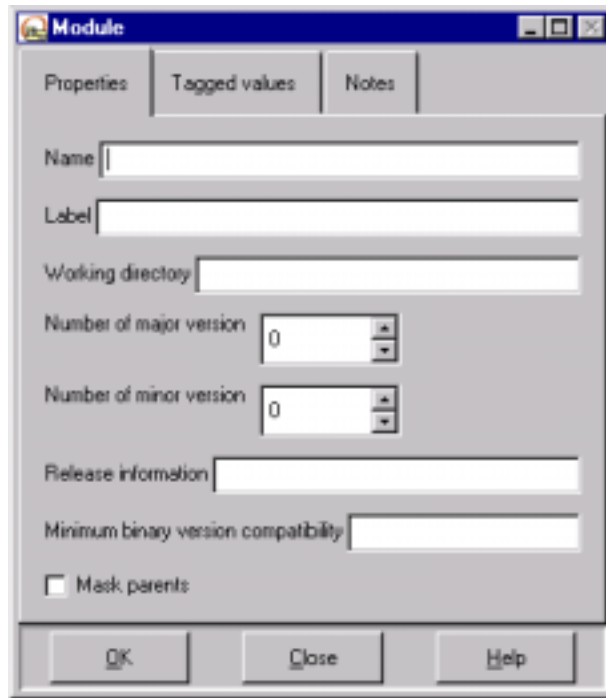 Module
Properties Tagged values Notes
Name
Label
Working directory
Number of major version 0
Number of minor version 0
Release information
Minimum binary version compatibility
Mask parents
OK Close Help